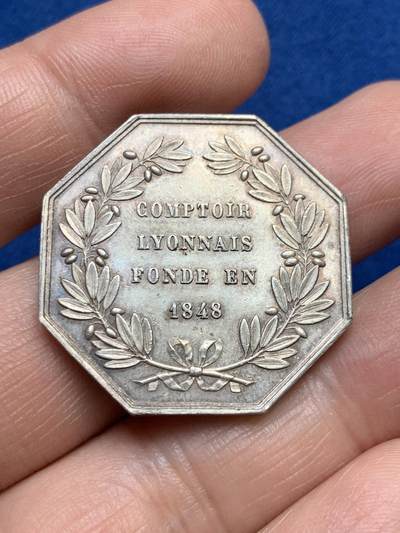 COMPTOIR
LYONNAIS
FONDE EN
1848